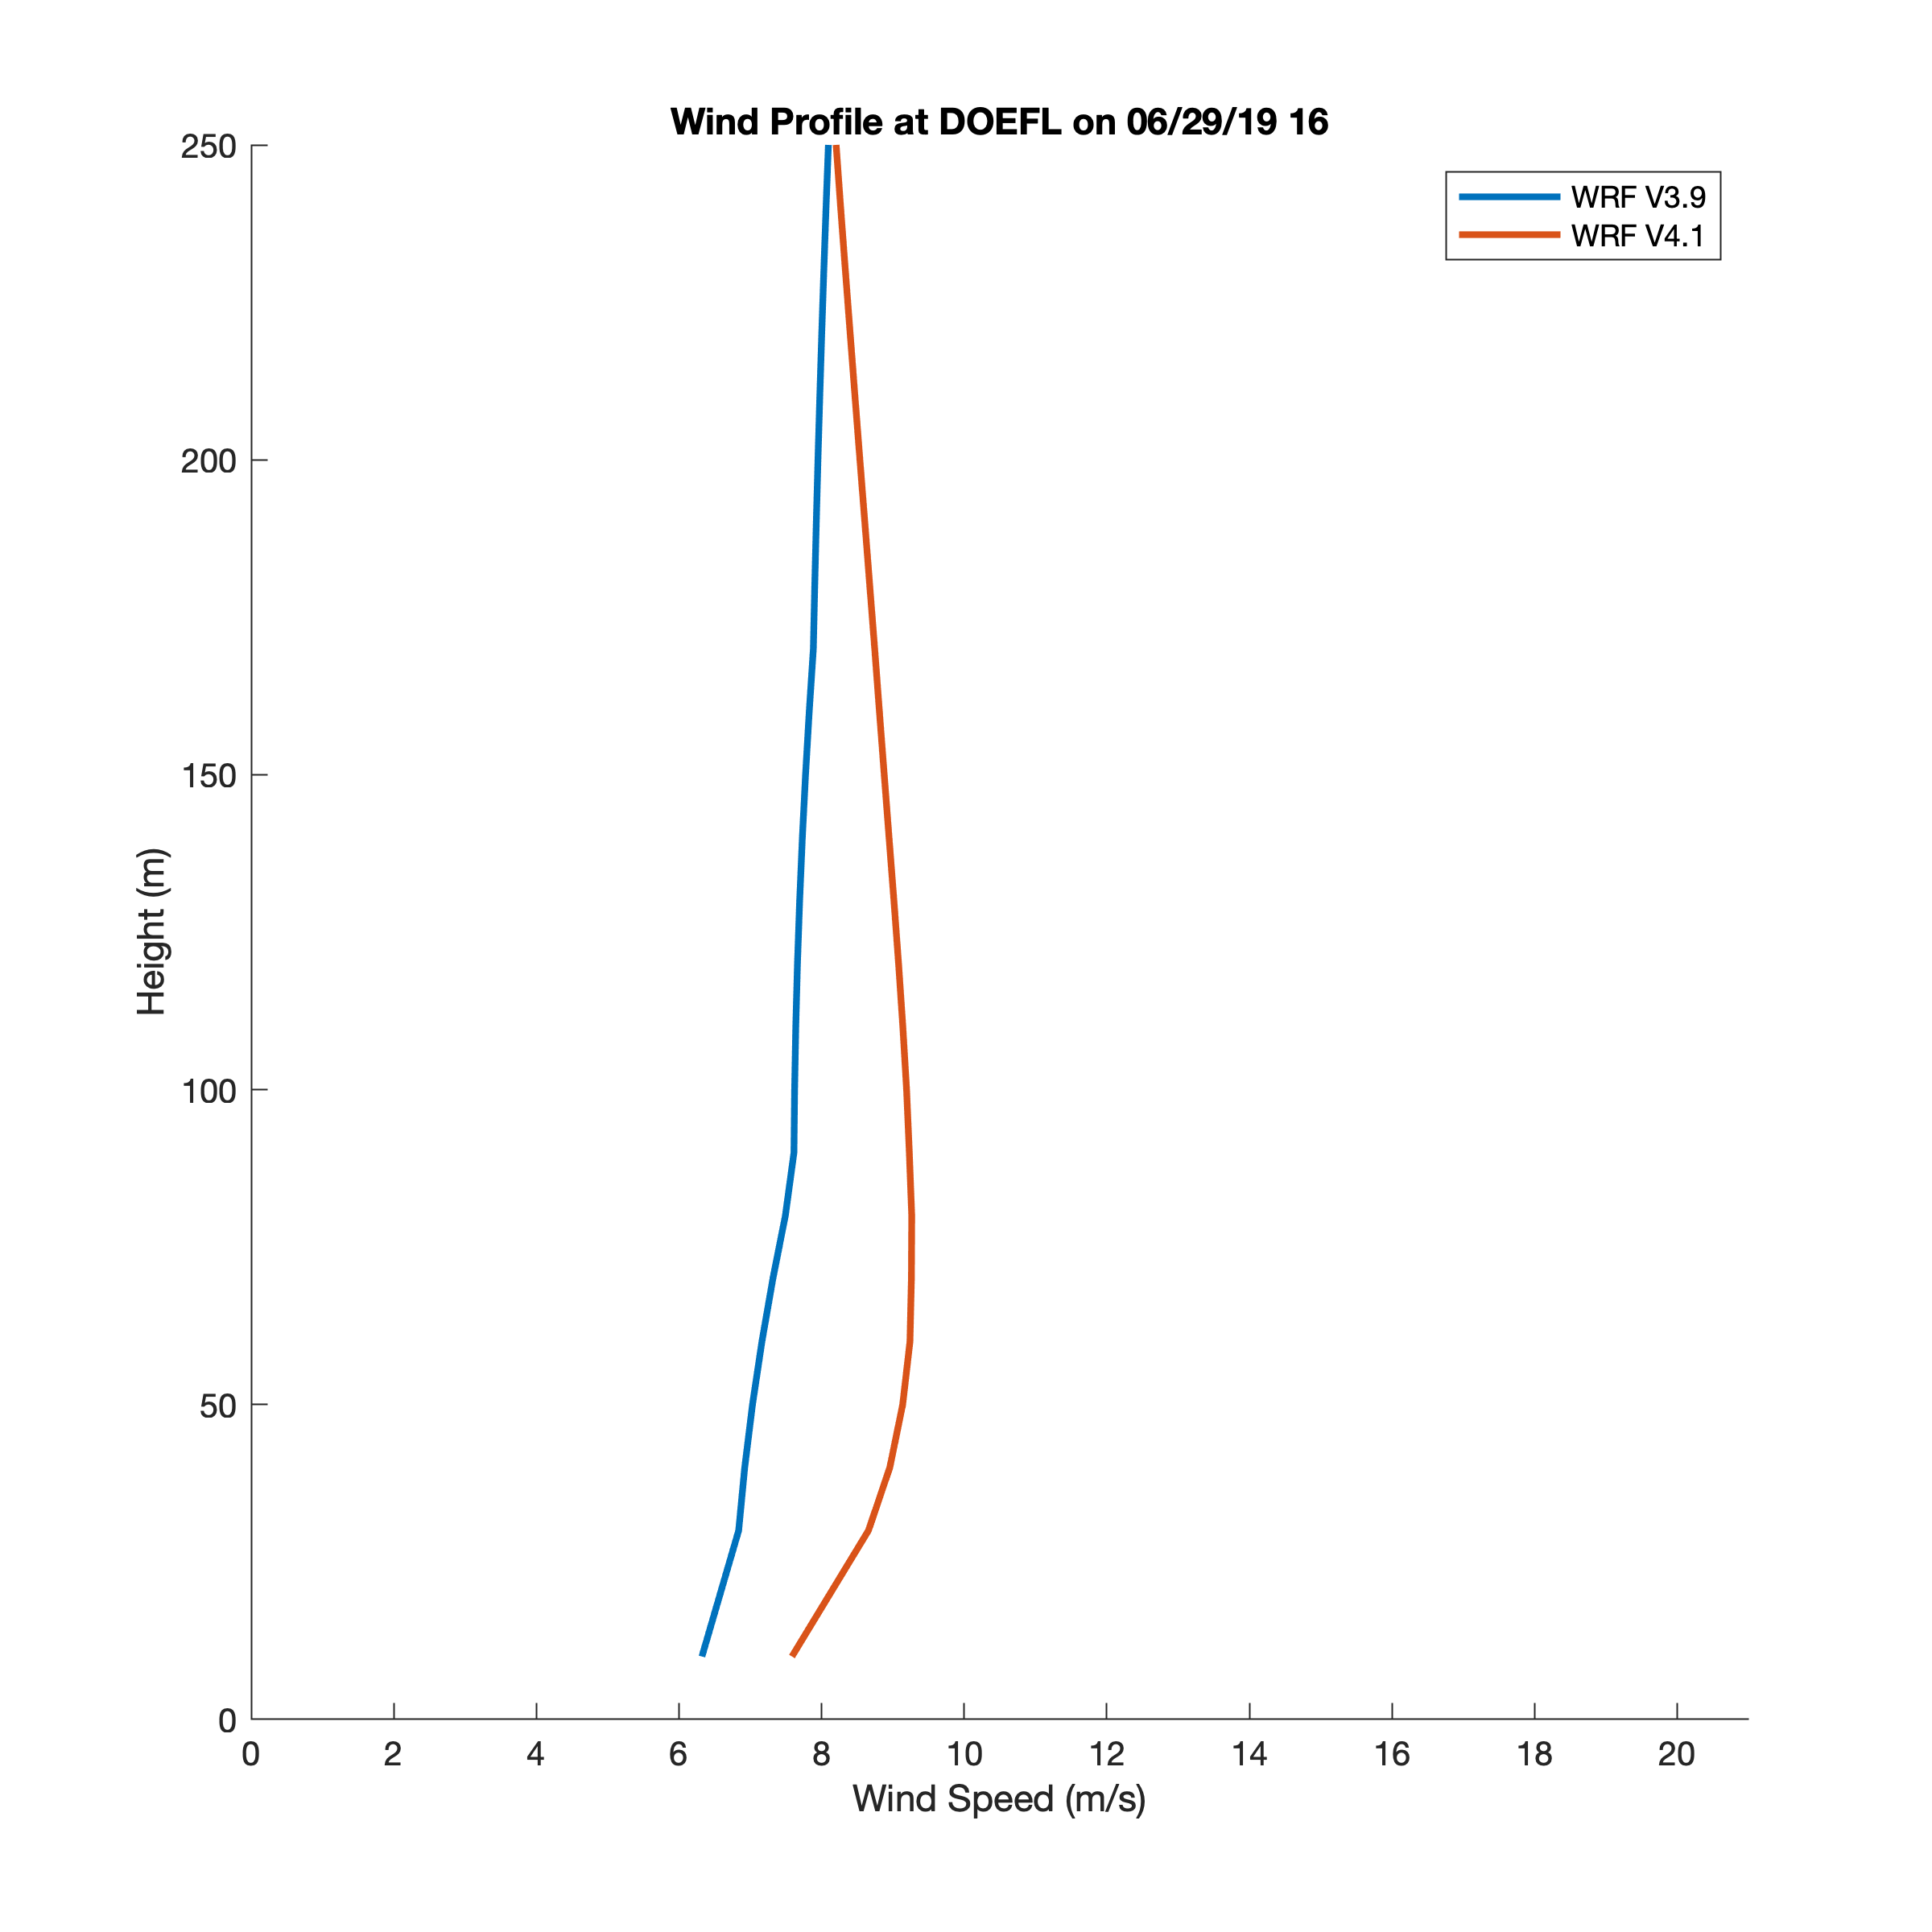 Wind Profile at DOEFL on 06/29/19 16
WRF V3.9
WRF V4.1
250
200
150
100
50
0
Height (m)
0 2 4 6 8 10 12 14 16 18 20
Wind Speed (m/s)